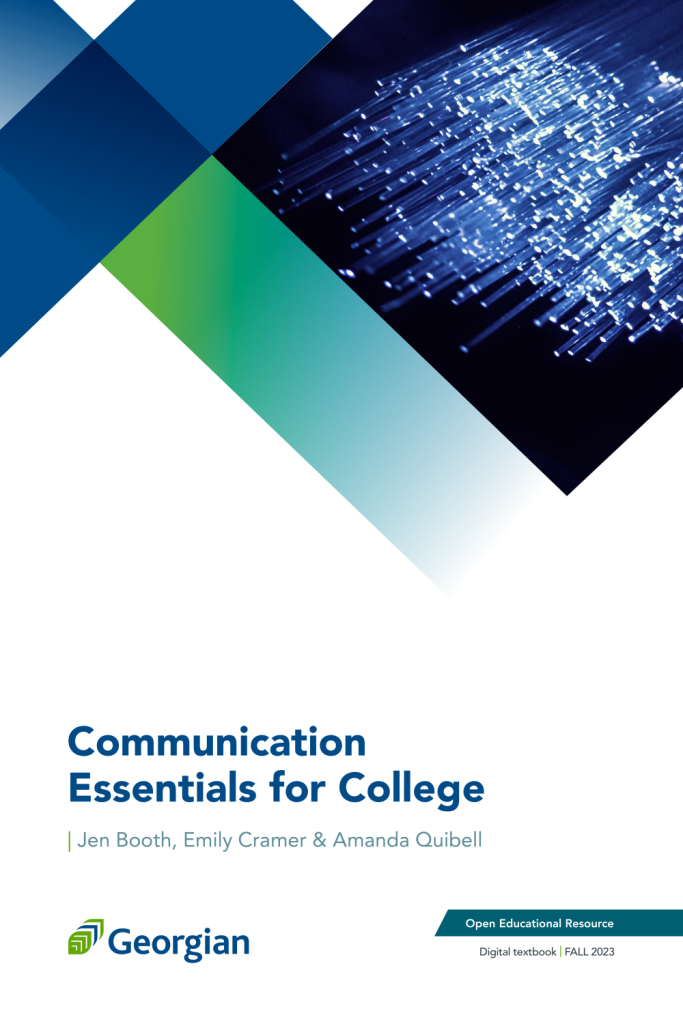 Communication
Essentials for College
| Jen Booth, Emily Cramer & Amanda Quibell
Georgian
Open Educational Resource
Digital textbook | FALL 2023